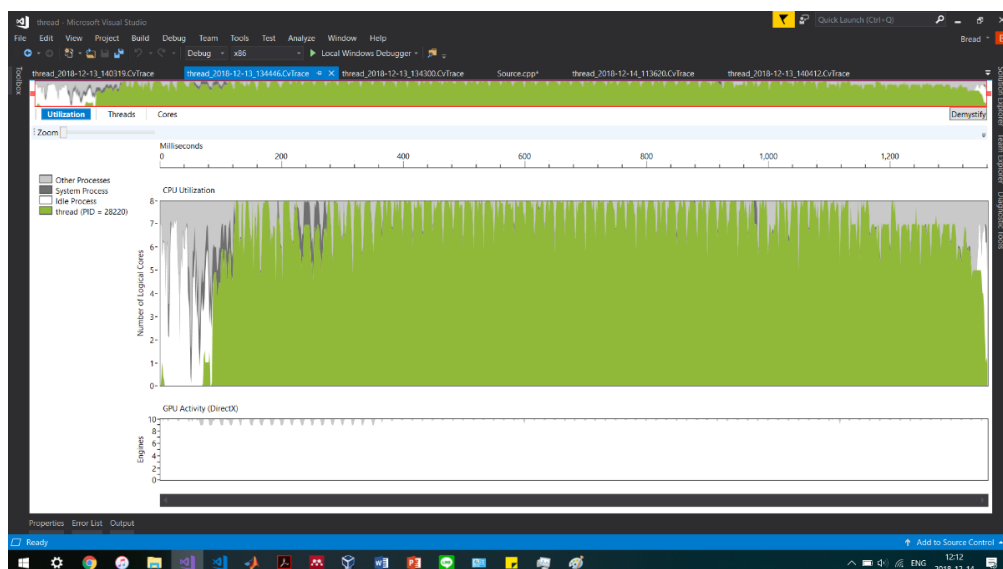 thread - Microsoft Visual Studio
Quick Launch (Ctrl+Q)
File Edit View Project Build Debug Team Tools Test Analyze Window Help
Bread
Debug x86 Local Windows Debugger
Toolbox
thread_2018-12-13_140319.CvTrace thread_2018-12-13_134446.CvTrace thread_2018-12-13_134300.CvTrace Source.cpp* thread_2018-12-14_113620.CvTrace thread_2018-12-13_140412.CvTrace
Solution Explorer Team Explorer Diagnostic Tools
Utilization Threads Cores
Demystify
Zoom
Milliseconds
0 200 400 600 800 1,000 1,200
Other Processes
System Process
Idle Process
thread (PID = 28220)
CPU Utilization
Number of Logical Cores
8
7
6
5
4
3
2
1
0
GPU Activity (DirectX)
Engines
10
8
6
4
2
0
Properties Error List Output
Ready
Add to Source Control
ENG
12:12
2018-12-14